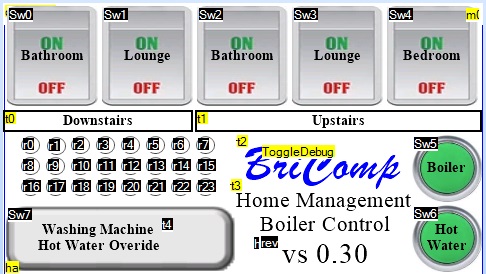 Sw0 Sw1 Sw2 Sw3 Sw4
ON ON ON ON ON
Bathroom Lounge Bathroom Lounge Bedroom
OFF OFF OFF OFF OFF
t0 Downstairs t1 Upstairs
r0 r1 r2 r3 r4 r5 r6 r7
r8 r9 r10 r11 r12 r13 r14 r15
r16 r17 r18 r19 r20 r21 r22 r23
t2
ToggleDebug
BriComp
t3
Home Management
Boiler Control
vs 0.30
Sw5
Boiler
Sw6
Hot
Water
Sw7
Washing Machine t4
Hot Water Overide
ha